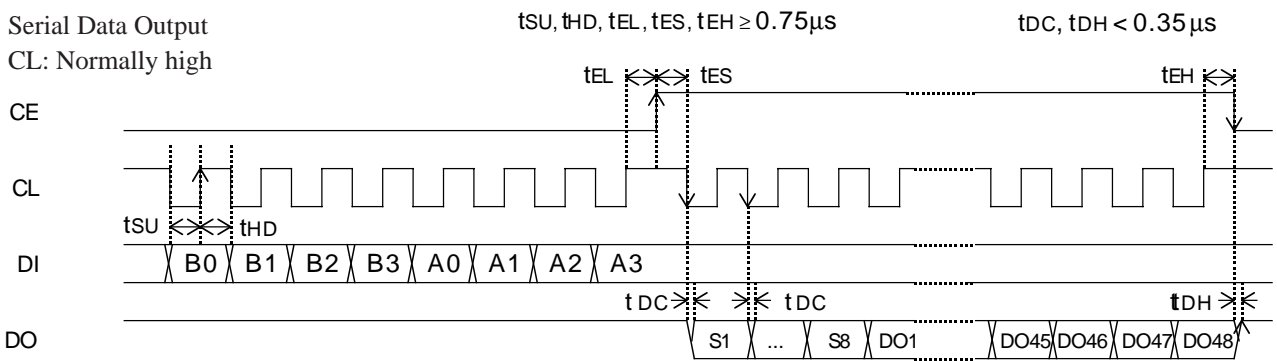 Serial Data Output
tSU, tHD, tEL, tES, tEH ≥ 0.75μs
tDC, tDH < 0.35μs
CL: Normally high
tEL
tES
tEH
CE
CL
tSU
tHD
DI
B0 B1 B2 B3 A0 A1 A2 A3
tDC
tDC
tDH
DO
S1 ... S8 DO1 DO45 DO46 DO47 DO48